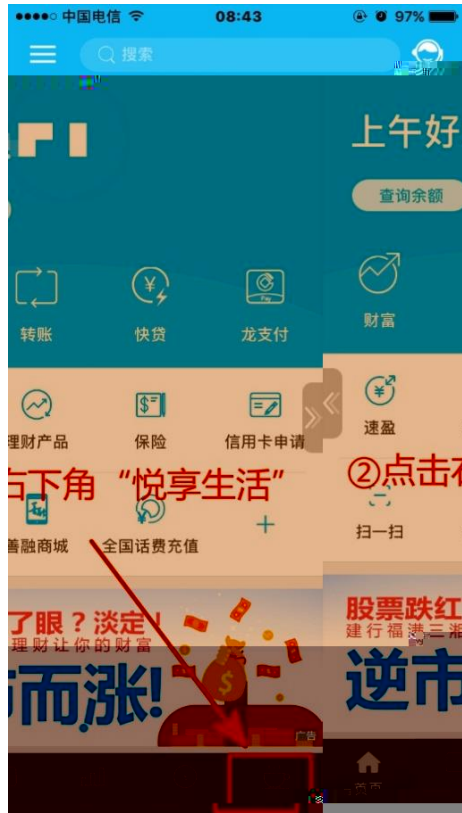 中国电信 08:43 97%
搜索
上午好
查询余额
转账 快贷 龙支付 财富
理财产品 保险 信用卡申请 速盈
右下角“悦享生活” ②点击右
善融商城 全国话费充值 扫一扫
了眼？淡定！ 股票跌红
理财让你的财富 建行福满三湘
而涨! 逆市
广告
首页